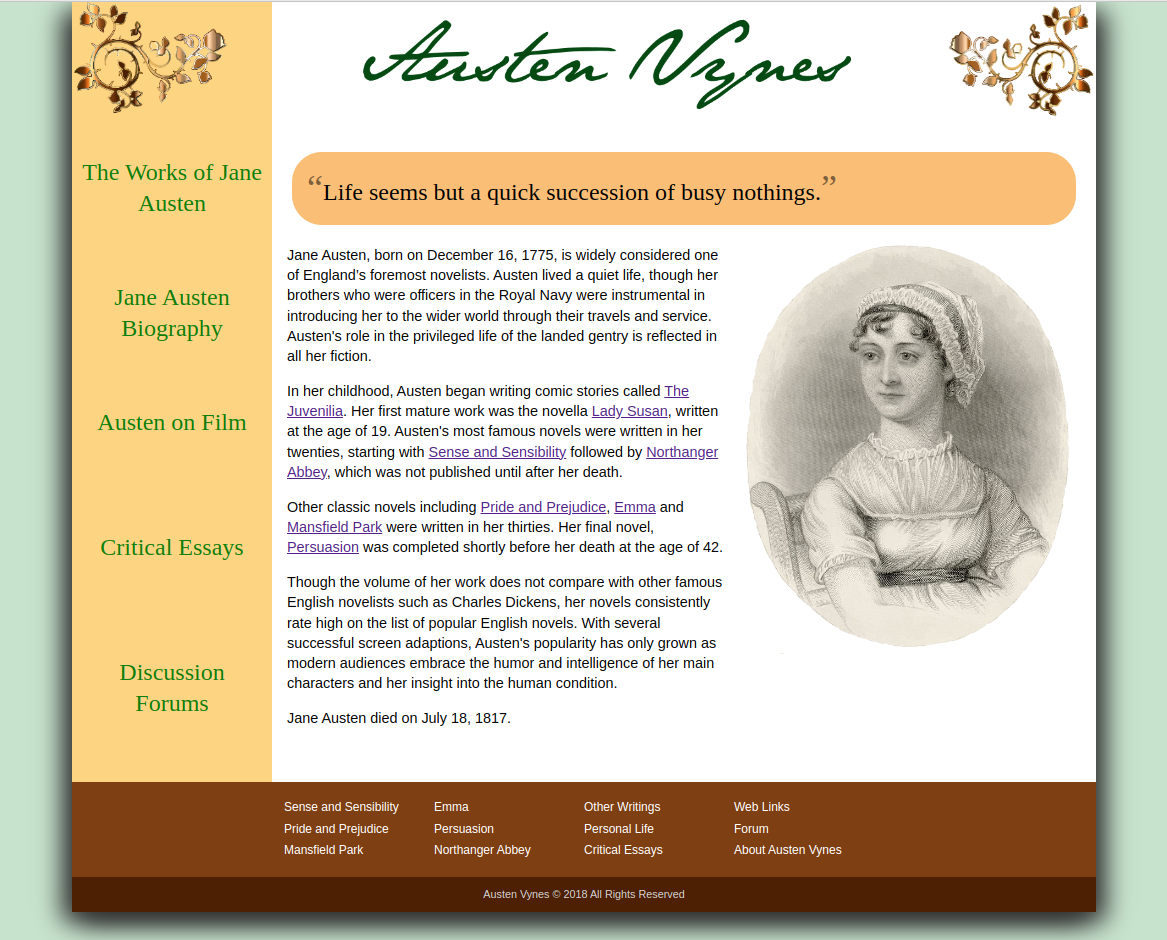 Austen Vynes
The Works of Jane
Austen
Jane Austen
Biography
Austen on Film
Critical Essays
Discussion
Forums
“Life seems but a quick succession of busy nothings.”
Jane Austen, born on December 16, 1775, is widely considered one
of England's foremost novelists. Austen lived a quiet life, though her
brothers who were officers in the Royal Navy were instrumental in
introducing her to the wider world through their travels and service.
Austen's role in the privileged life of the landed gentry is reflected in
all her fiction.
In her childhood, Austen began writing comic stories called The
Juvenilia. Her first mature work was the novella Lady Susan, written
at the age of 19. Austen's most famous novels were written in her
twenties, starting with Sense and Sensibility followed by Northanger
Abbey, which was not published until after her death.
Other classic novels including Pride and Prejudice, Emma and
Mansfield Park were written in her thirties. Her final novel,
Persuasion was completed shortly before her death at the age of 42.
Though the volume of her work does not compare with other famous
English novelists such as Charles Dickens, her novels consistently
rate high on the list of popular English novels. With several
successful screen adaptions, Austen's popularity has only grown as
modern audiences embrace the humor and intelligence of her main
characters and her insight into the human condition.
Jane Austen died on July 18, 1817.
Sense and Sensibility Emma Other Writings Web Links
Pride and Prejudice Persuasion Personal Life Forum
Mansfield Park Northanger Abbey Critical Essays About Austen Vynes
Austen Vynes © 2018 All Rights Reserved